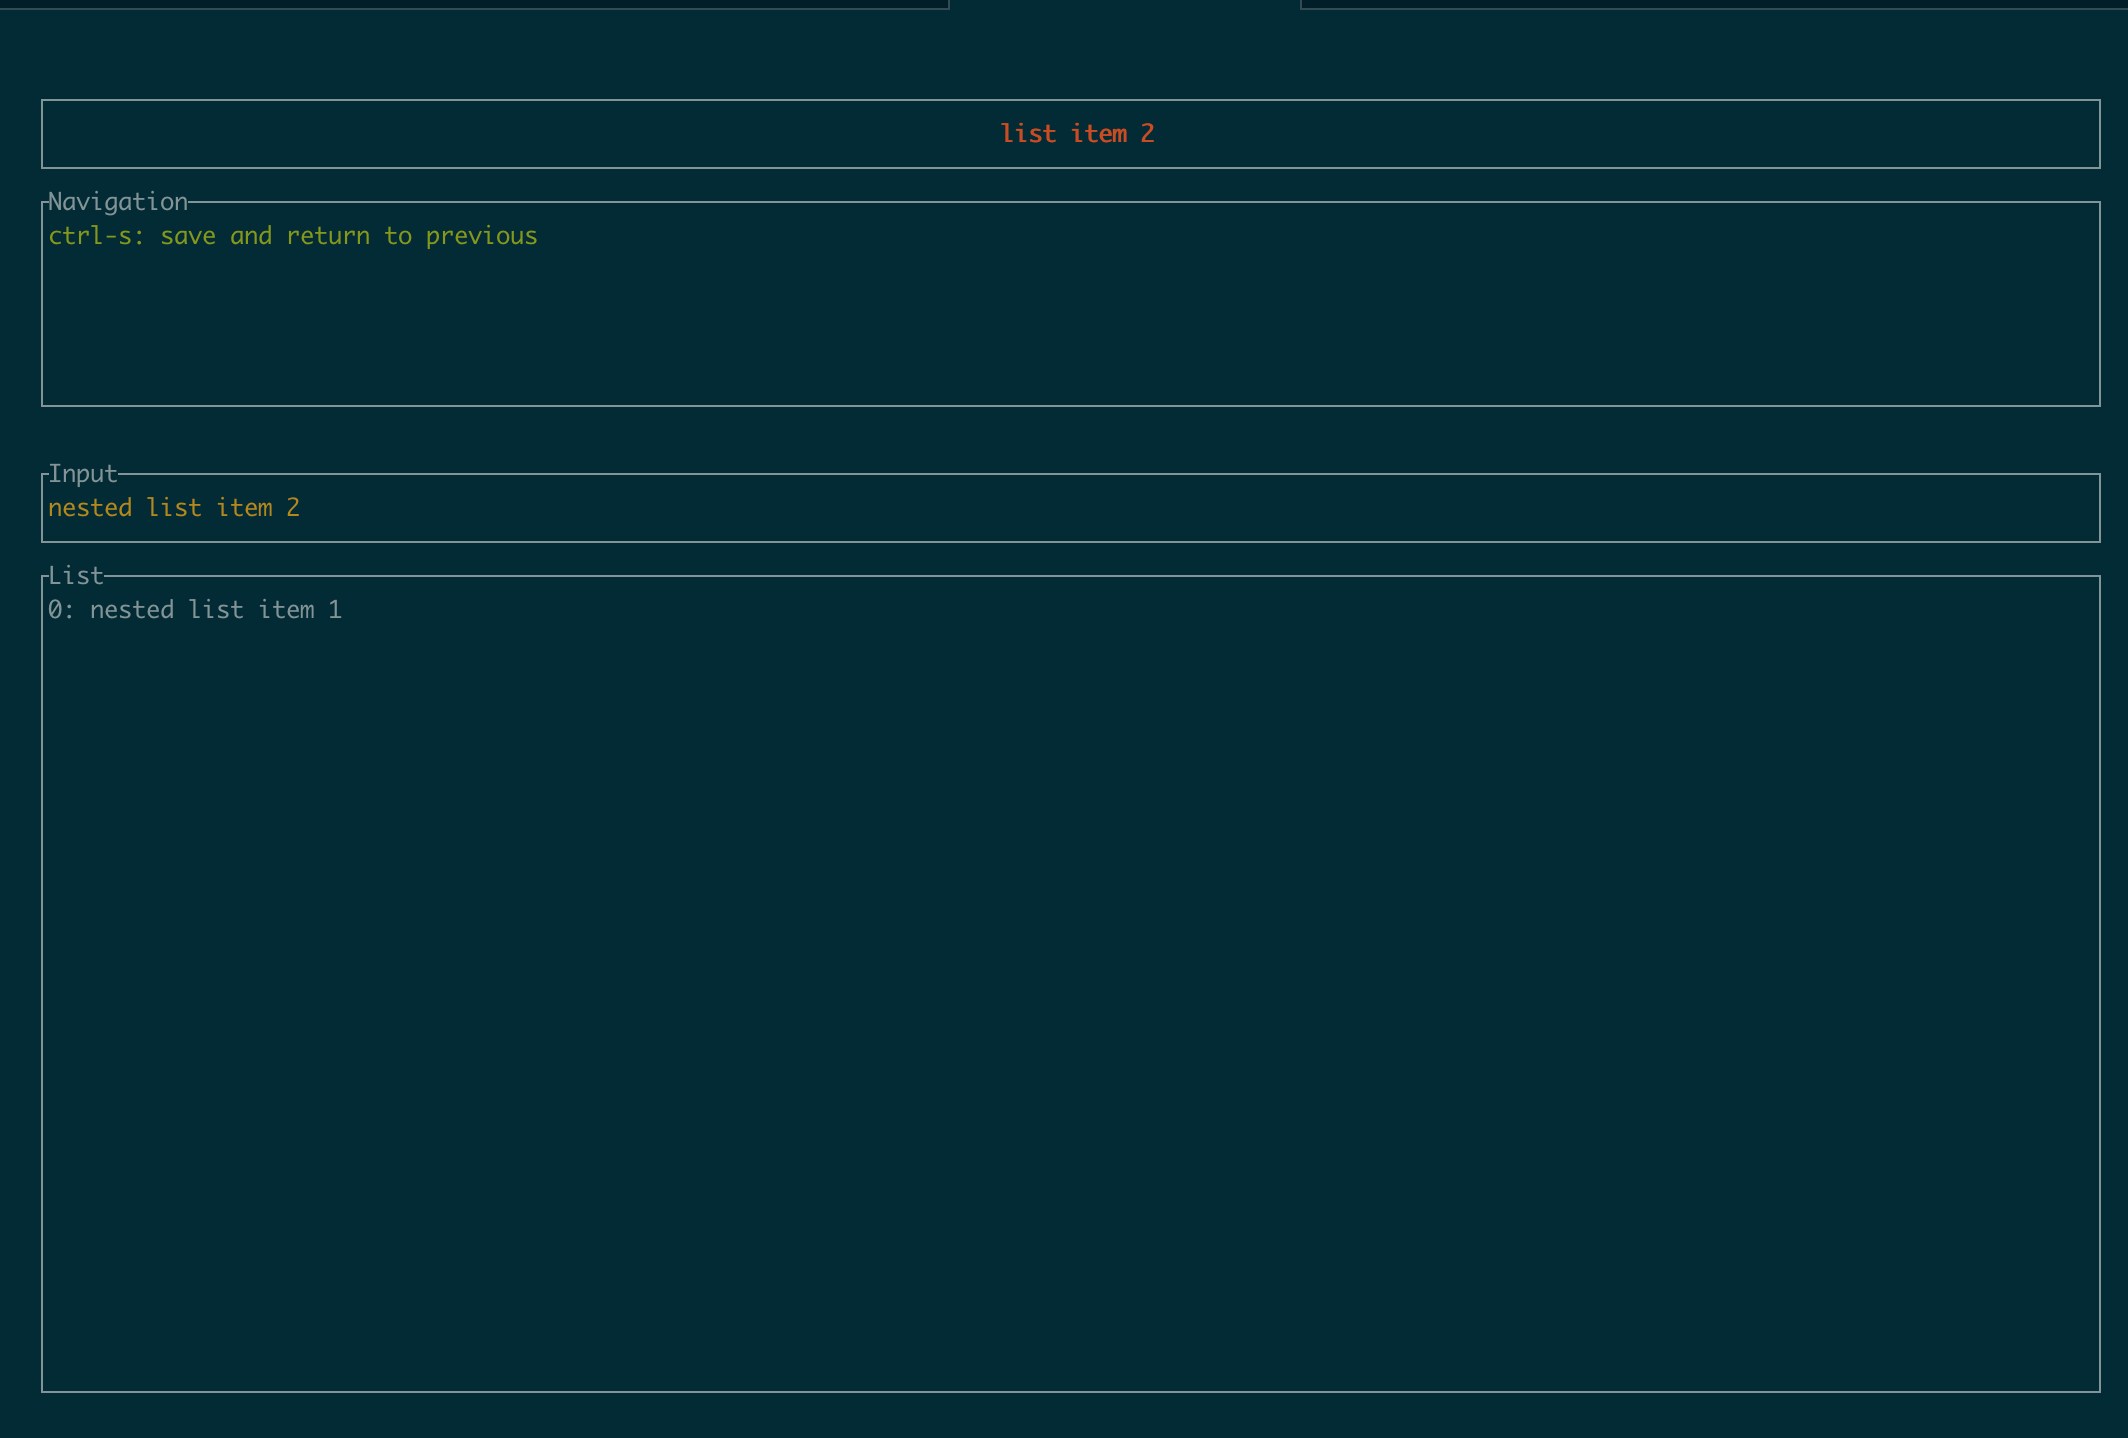 list item 2
Navigation
ctrl-s: save and return to previous
Input
nested list item 2
List
0: nested list item 1